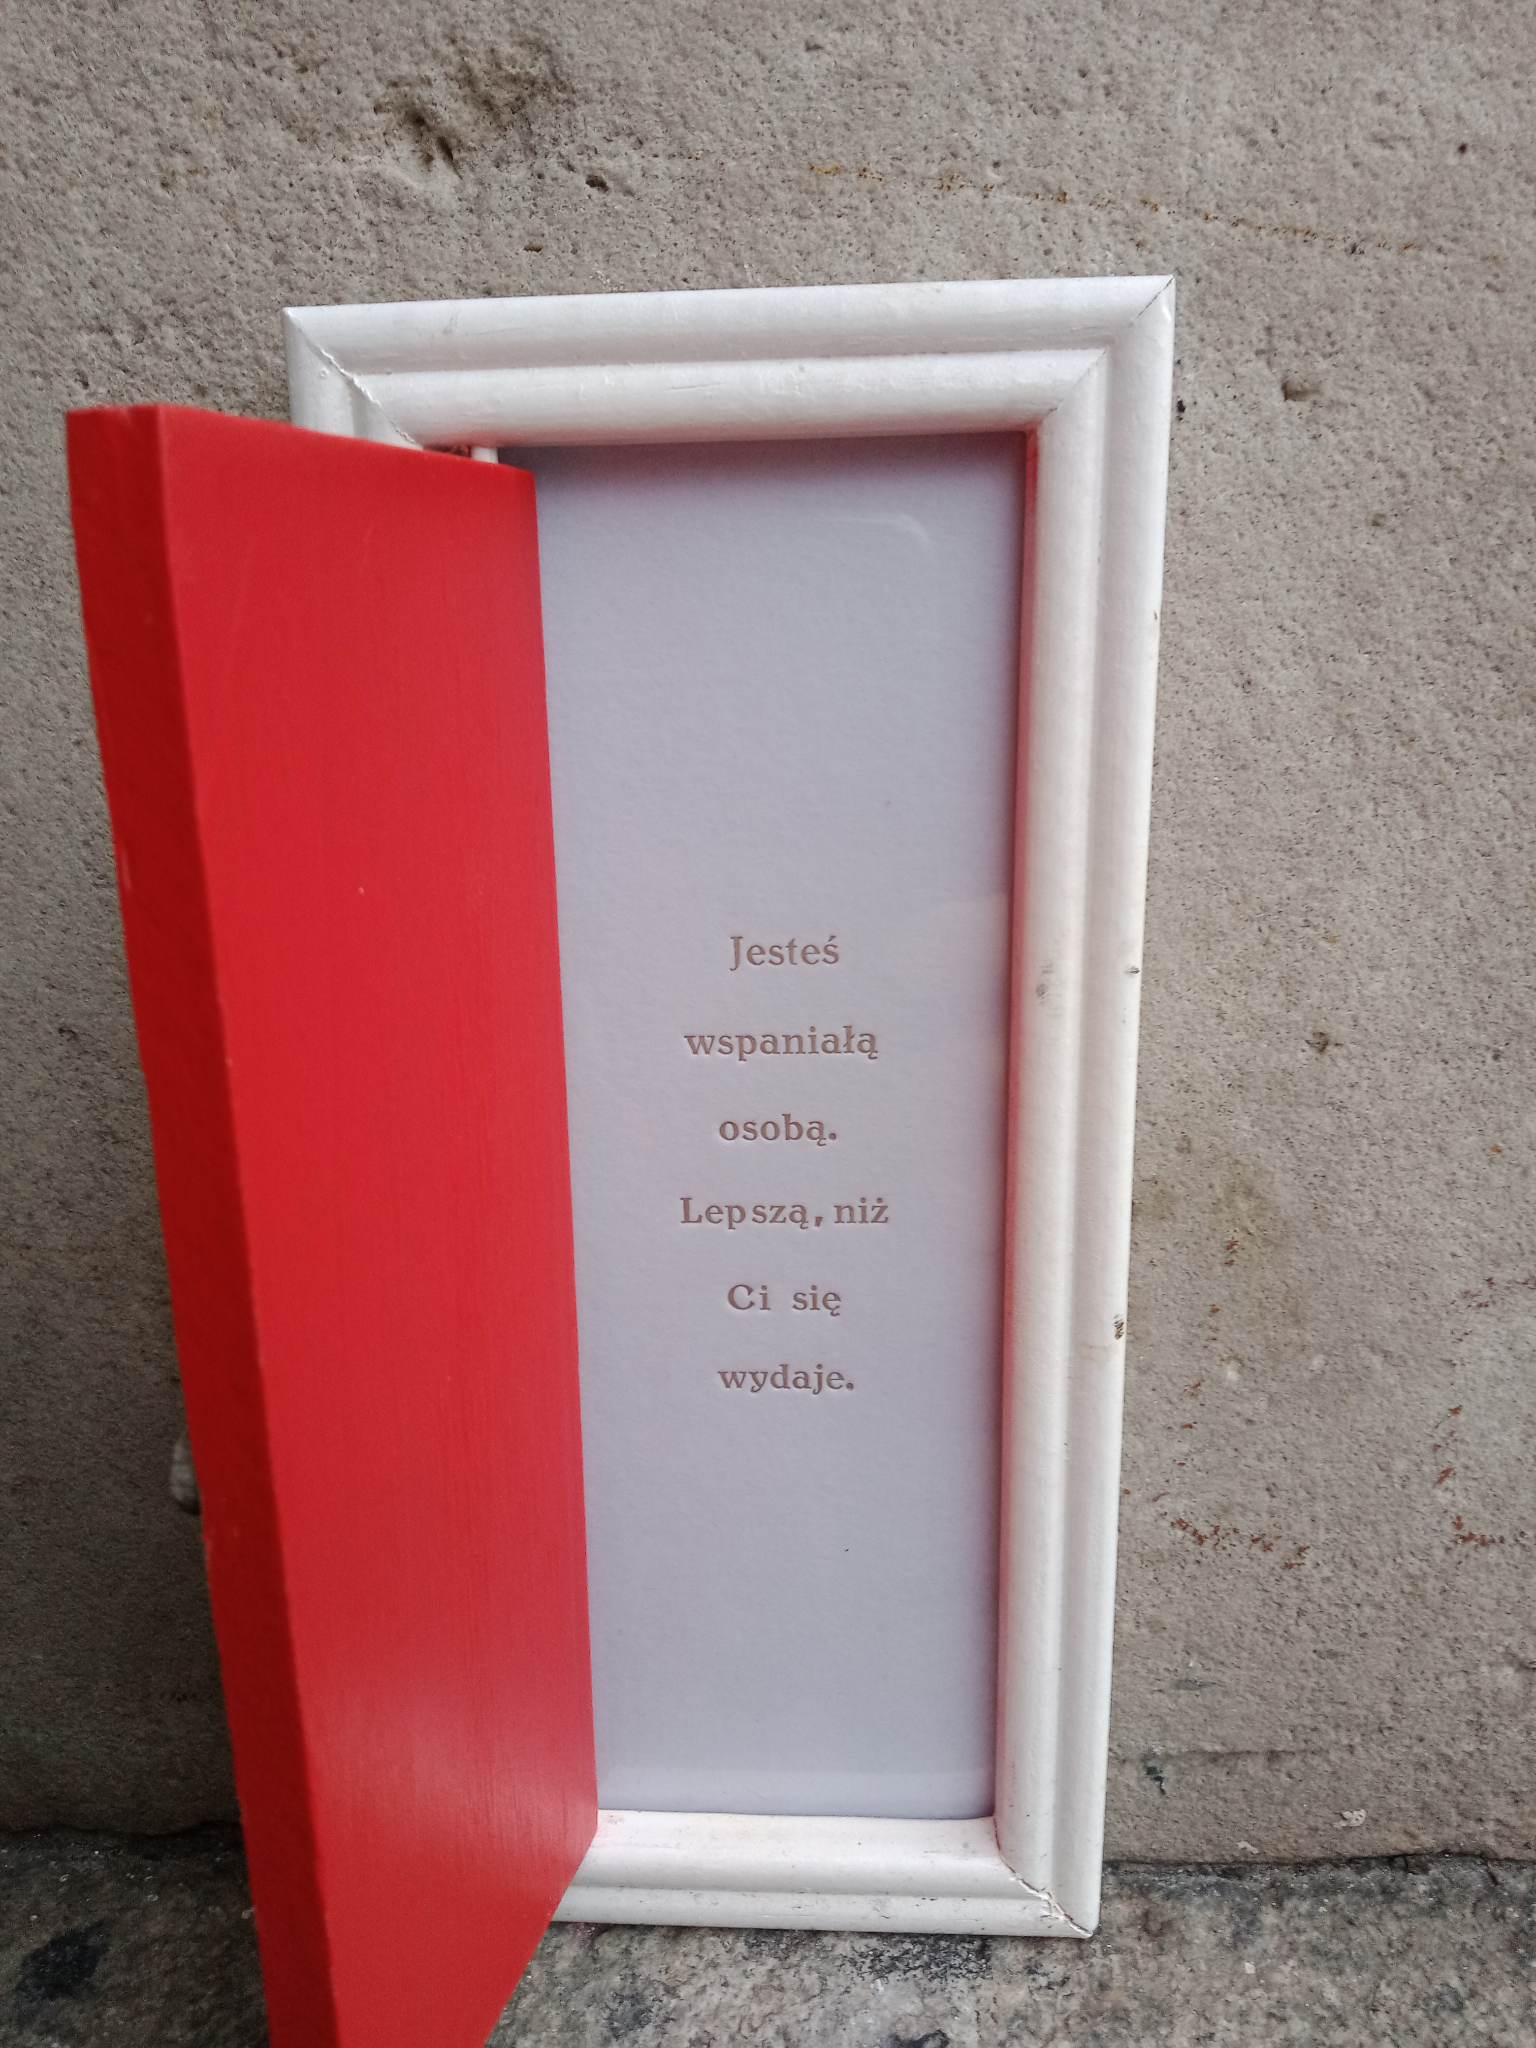 Jesteś
wspaniałą
osobą.
Lepszą, niż
Ci się
wydaje.